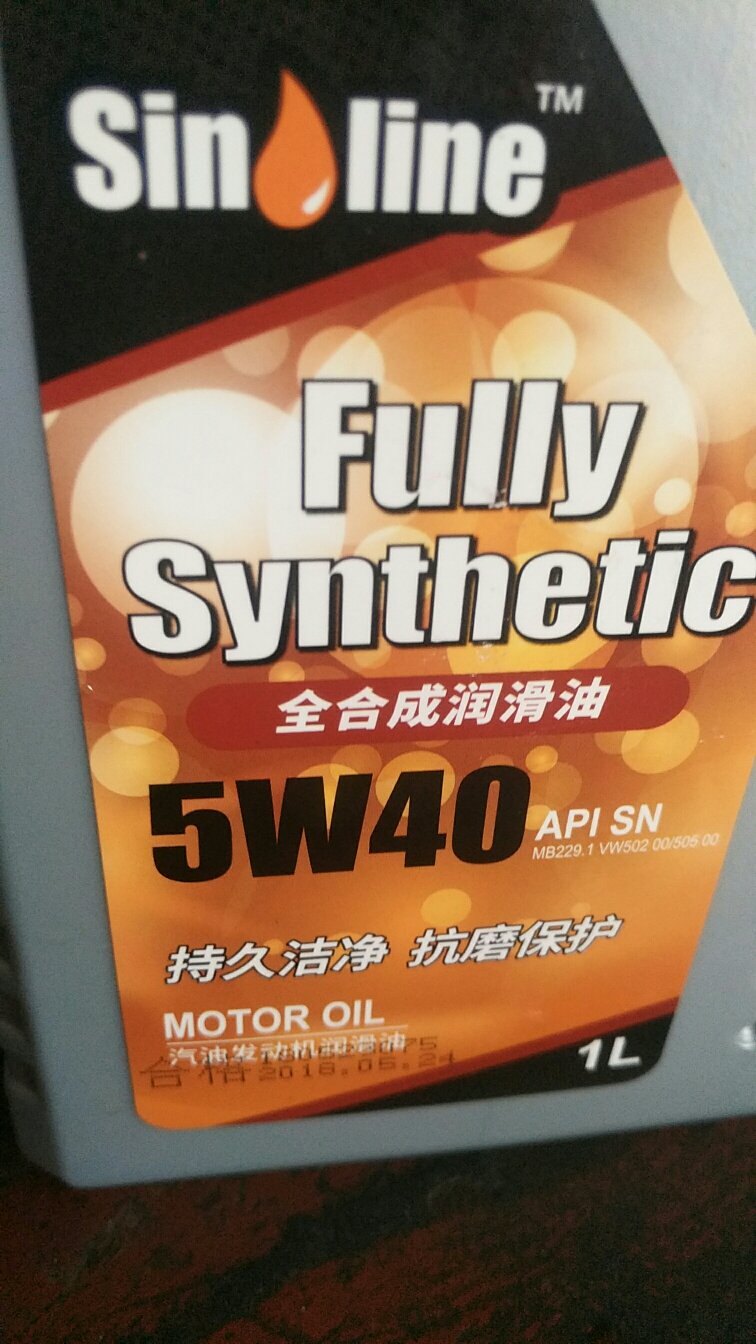 Sin line™
Fully
Synthetic
全合成润滑油
5W40
API SN
MB229.1 VW502 00/505 00
持久洁净 抗磨保护
MOTOR OIL
汽油发动机润滑油
合格
2018.05.24
1L